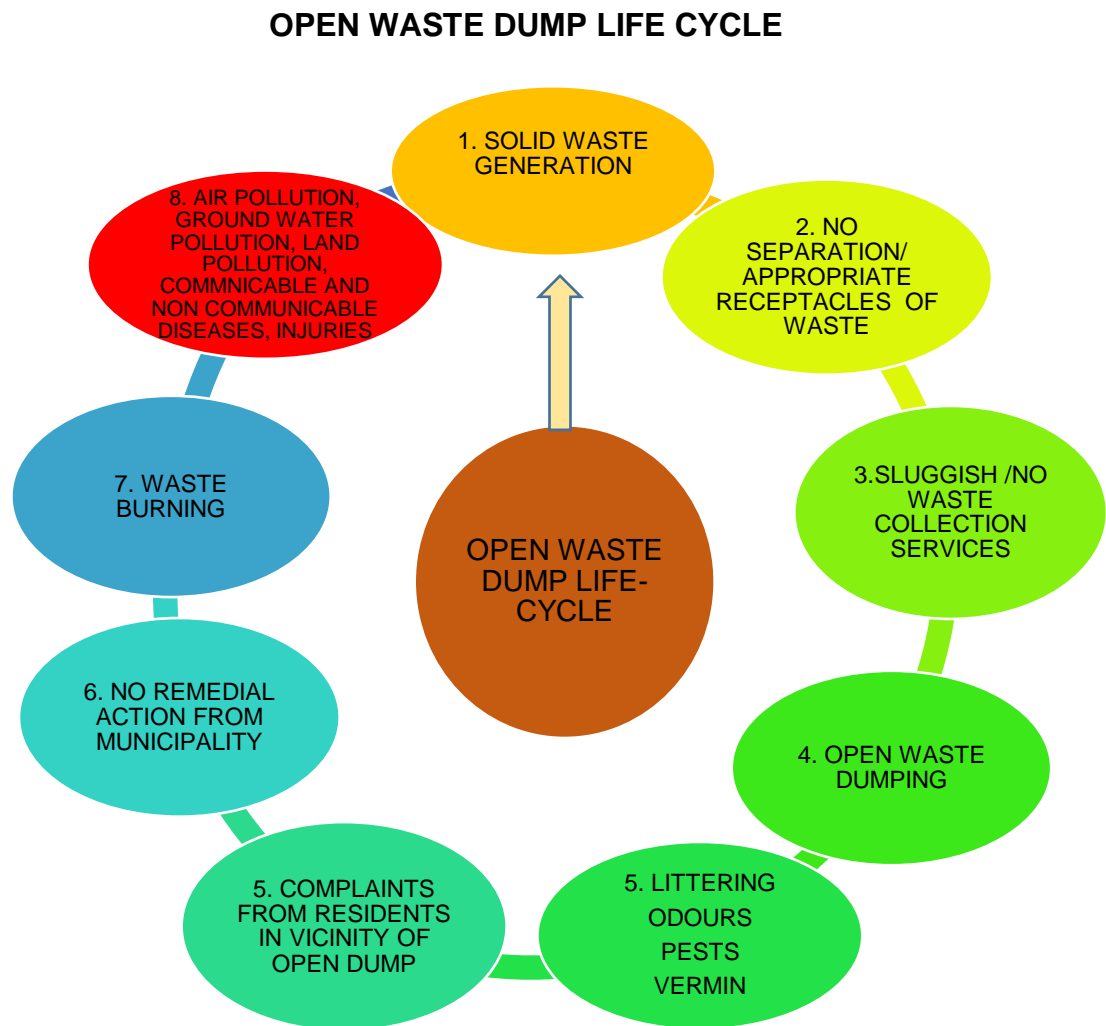 OPEN WASTE DUMP LIFE CYCLE
1. SOLID WASTE
GENERATION
2. NO
SEPARATION/
APPROPRIATE
RECEPTACLES OF
WASTE
3.SLUGGISH /NO
WASTE
COLLECTION
SERVICES
4. OPEN WASTE
DUMPING
5. LITTERING
ODOURS
PESTS
VERMIN
5. COMPLAINTS
FROM RESIDENTS
IN VICINITY OF
OPEN DUMP
6. NO REMEDIAL
ACTION FROM
MUNICIPALITY
7. WASTE
BURNING
8. AIR POLLUTION,
GROUND WATER
POLLUTION, LAND
POLLUTION,
COMMNICABLE AND
NON COMMUNICABLE
DISEASES, INJURIES
OPEN WASTE
DUMP LIFE-
CYCLE